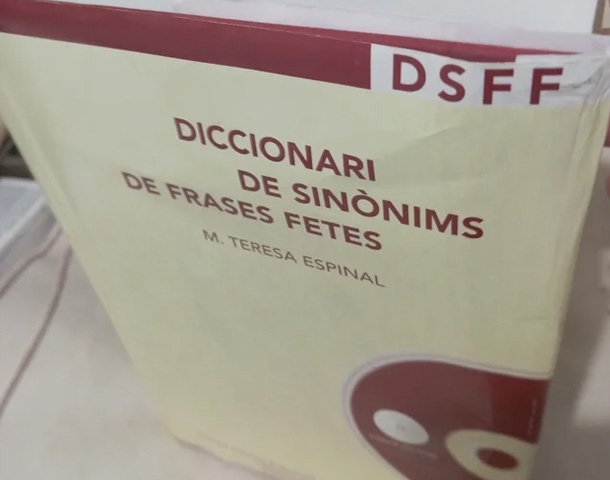 DSFF
DICCIONARI
DE SINÒNIMS
DE FRASES FETES
M. TERESA ESPINAL